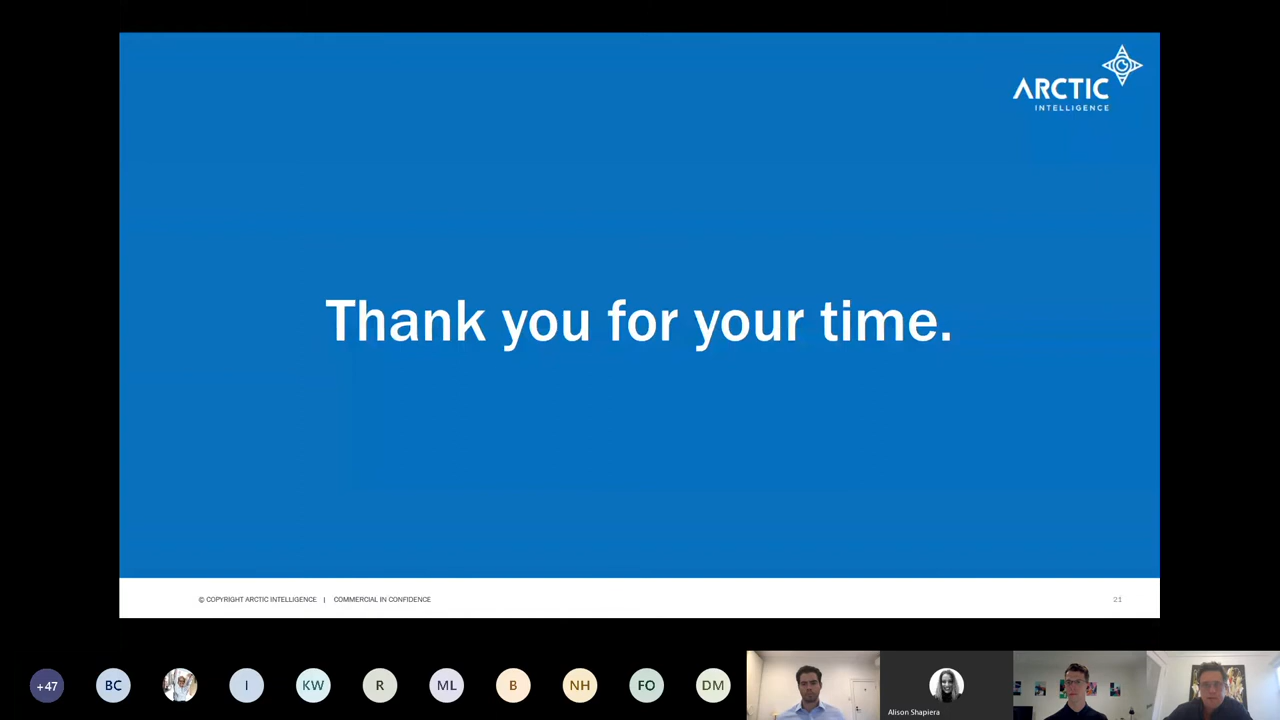 ARCTIC
INTELLIGENCE
Thank you for your time.
© COPYRIGHT ARCTIC INTELLIGENCE | COMMERCIAL IN CONFIDENCE
21
+47
BC
I
KW
R
ML
B
NH
FO
DM
Alison Shapiera